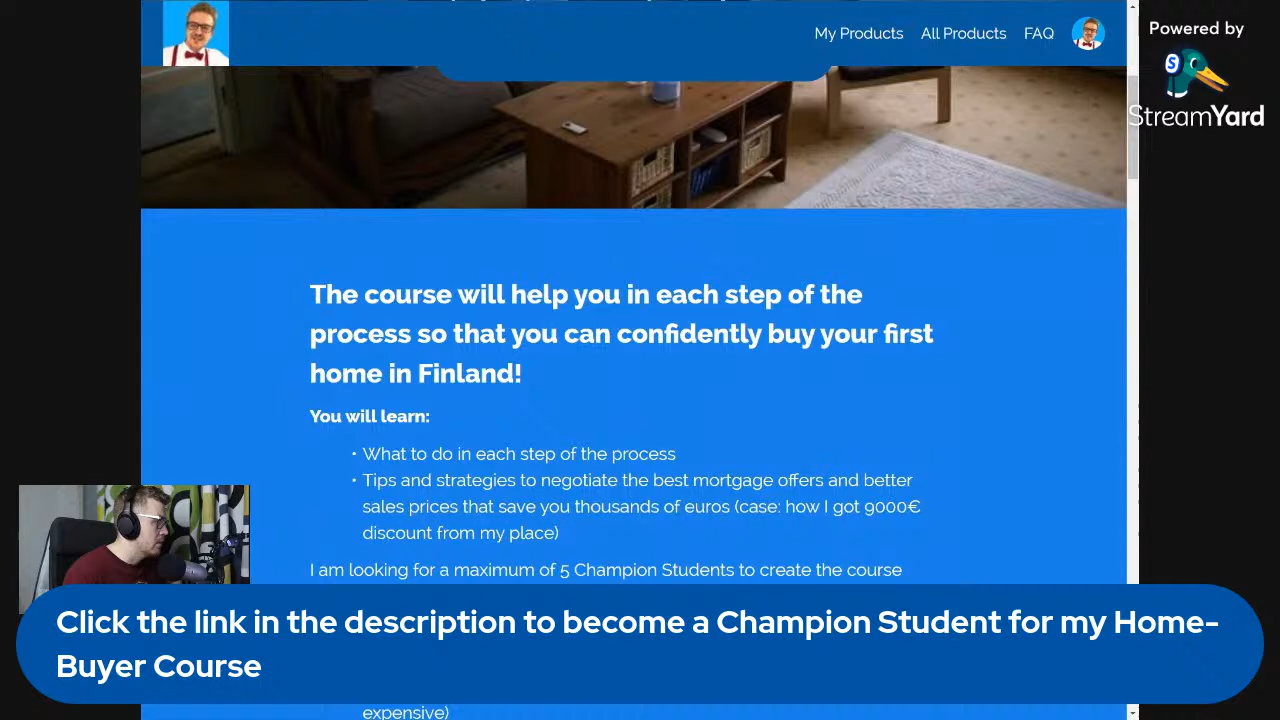 My Products All Products FAQ
Powered by
StreamYard
The course will help you in each step of the
process so that you can confidently buy your first
home in Finland!
You will learn:
• What to do in each step of the process
• Tips and strategies to negotiate the best mortgage offers and better
sales prices that save you thousands of euros (case: how I got 9000€
discount from my place)
I am looking for a maximum of 5 Champion Students to create the course
Click the link in the description to become a Champion Student for my Home-
Buyer Course
expensive)